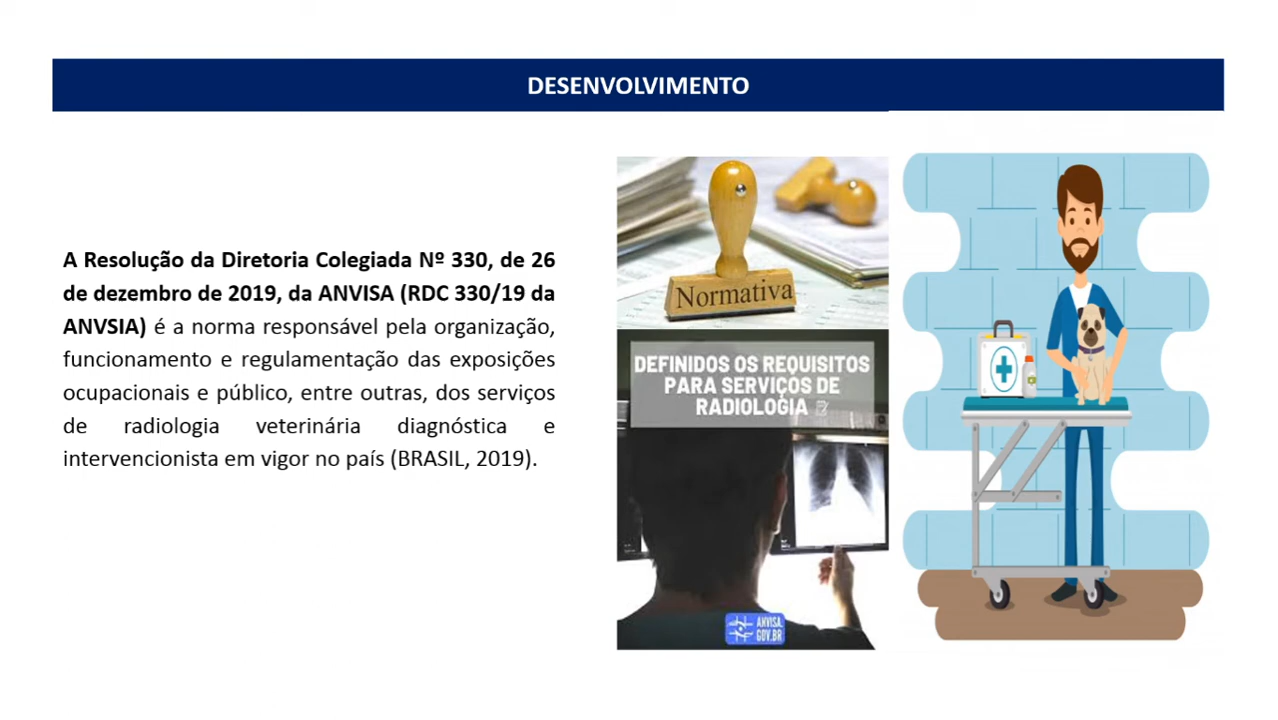 DESENVOLVIMENTO
A Resolução da Diretoria Colegiada Nº 330, de 26
de dezembro de 2019, da ANVISA (RDC 330/19 da
ANVSIA) é a norma responsável pela organização,
funcionamento e regulamentação das exposições
ocupacionais e público, entre outras, dos serviços
de radiologia veterinária diagnóstica e
intervencionista em vigor no país (BRASIL, 2019).
Normativa
DEFINIDOS OS REQUISITOS
PARA SERVIÇOS DE
RADIOLOGIA
ANVISA.
GOV.BR